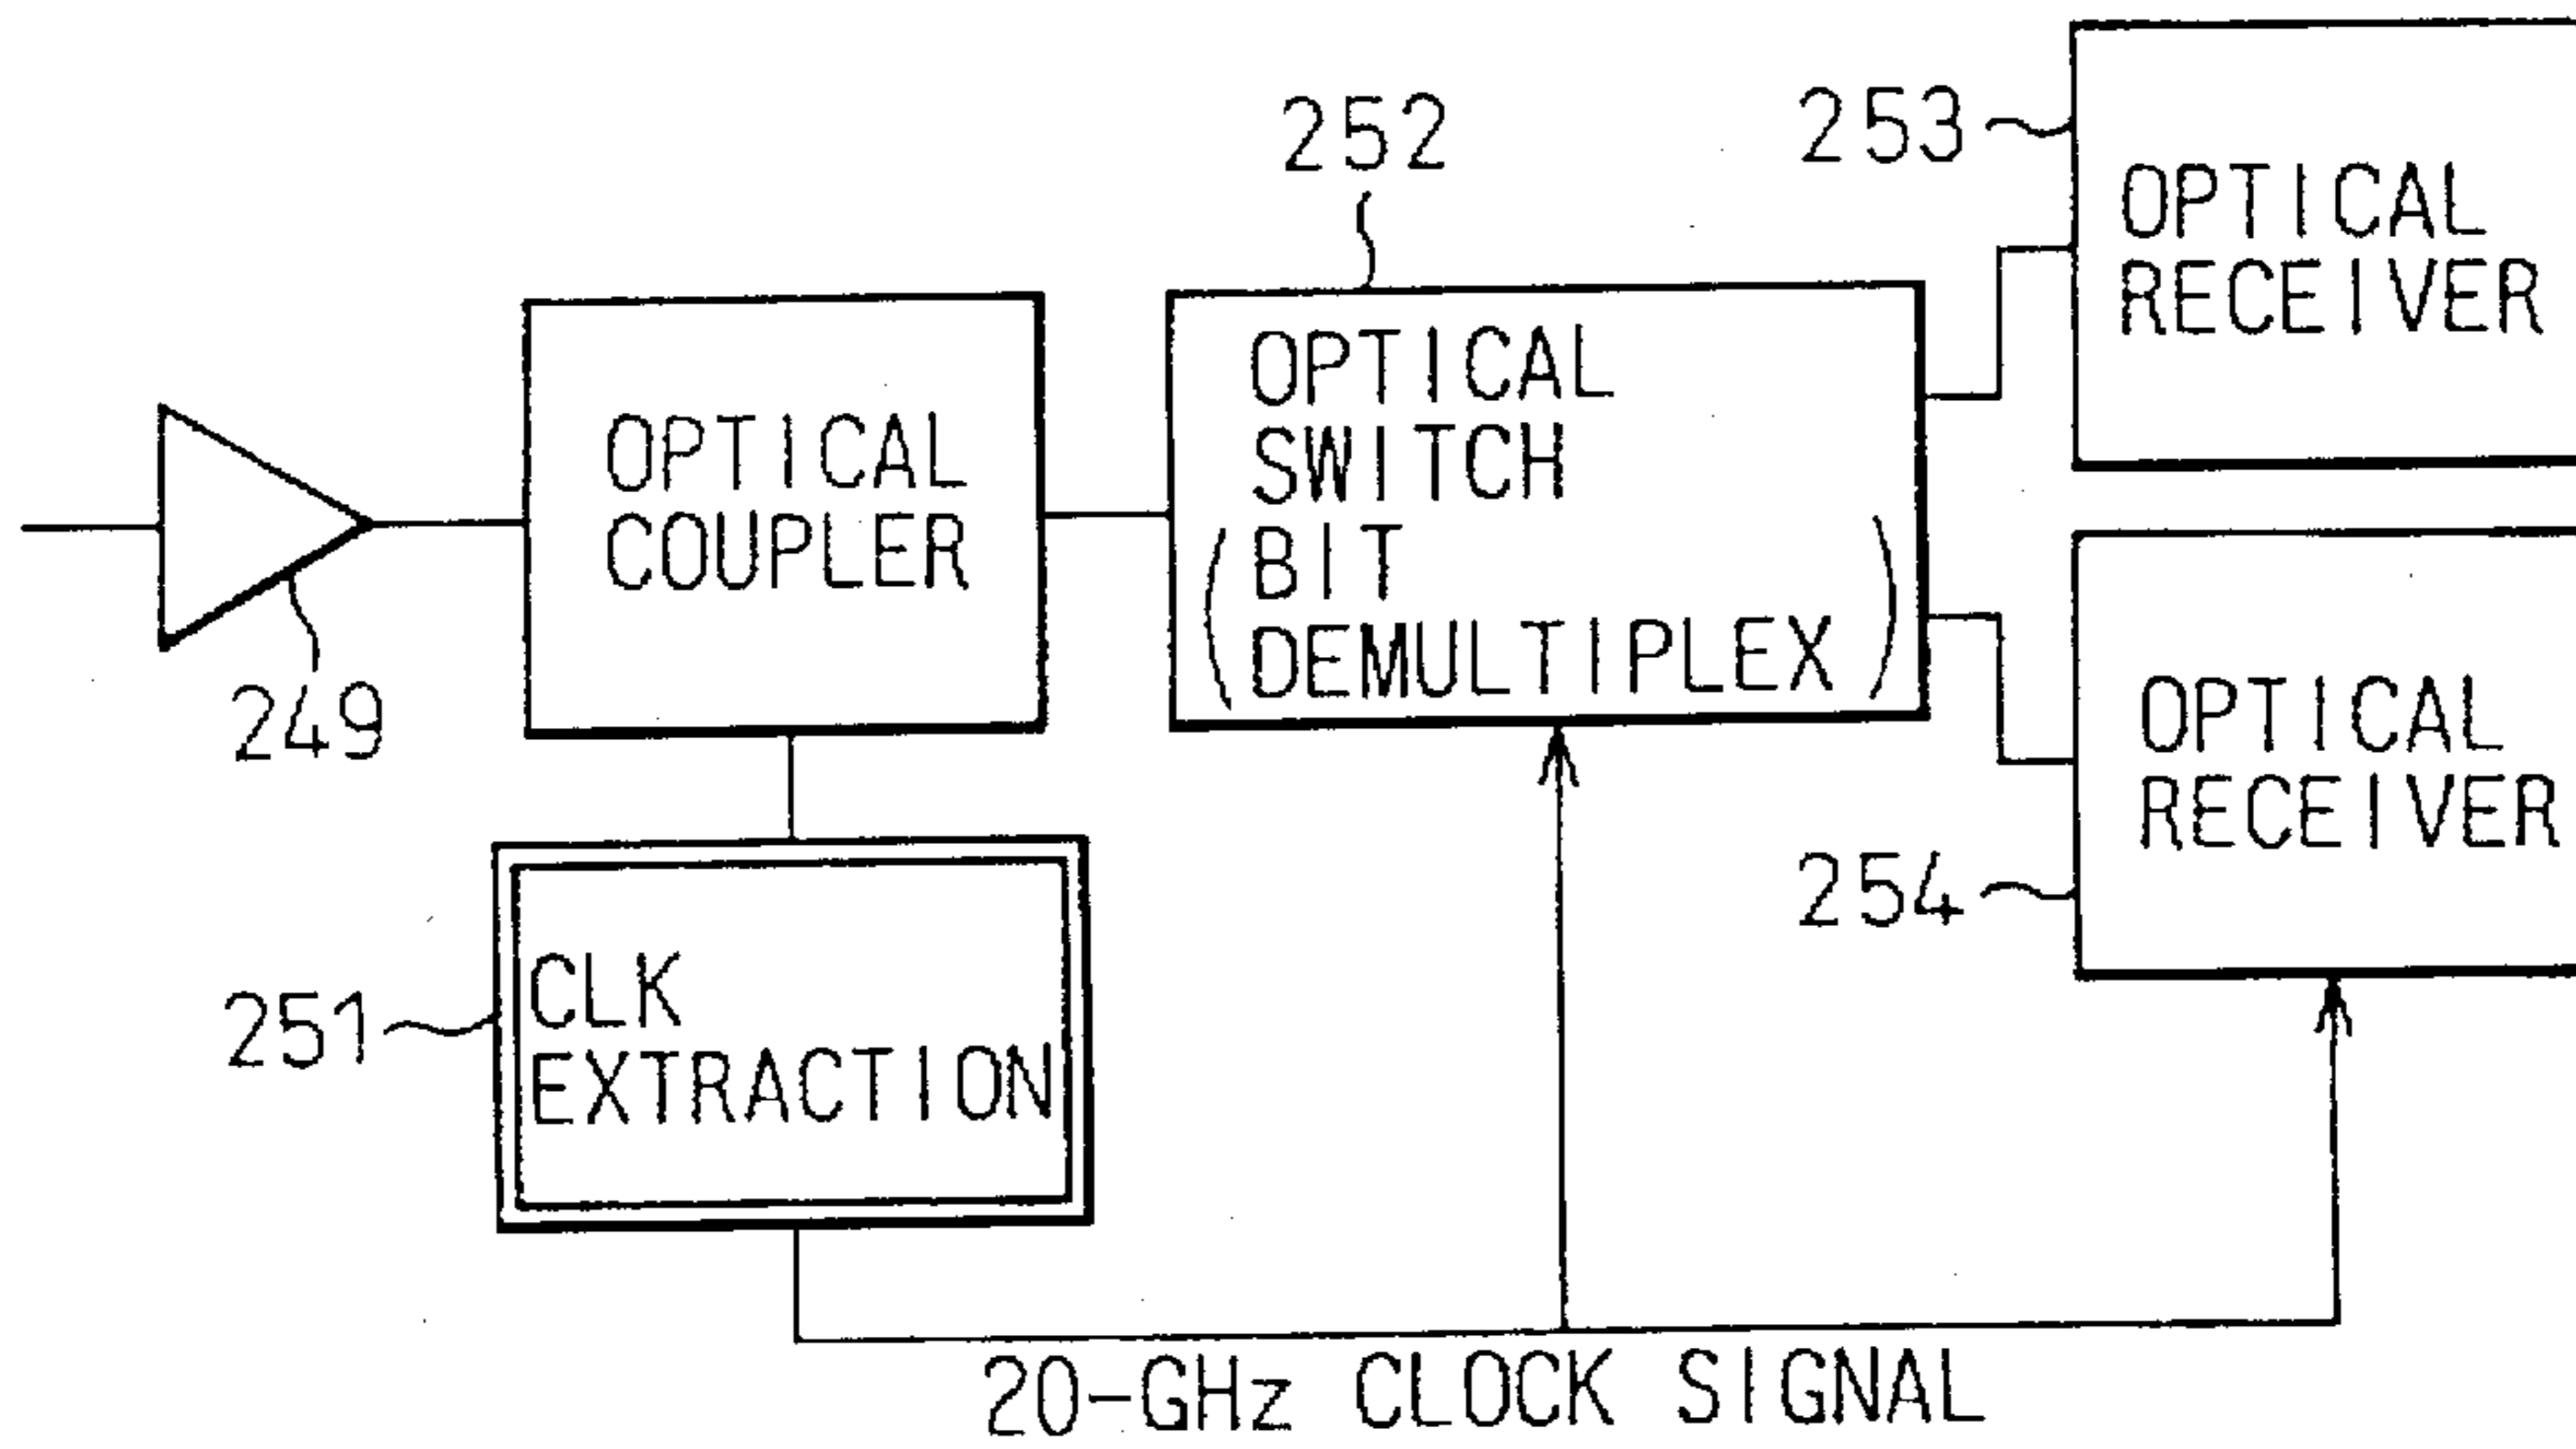 252
253
OPTICAL
RECEIVER
OPTICAL
COUPLER
OPTICAL
SWITCH
(BIT
DEMULTIPLEX)
249
OPTICAL
RECEIVER
254
251
CLK
EXTRACTION
20-GHz CLOCK SIGNAL